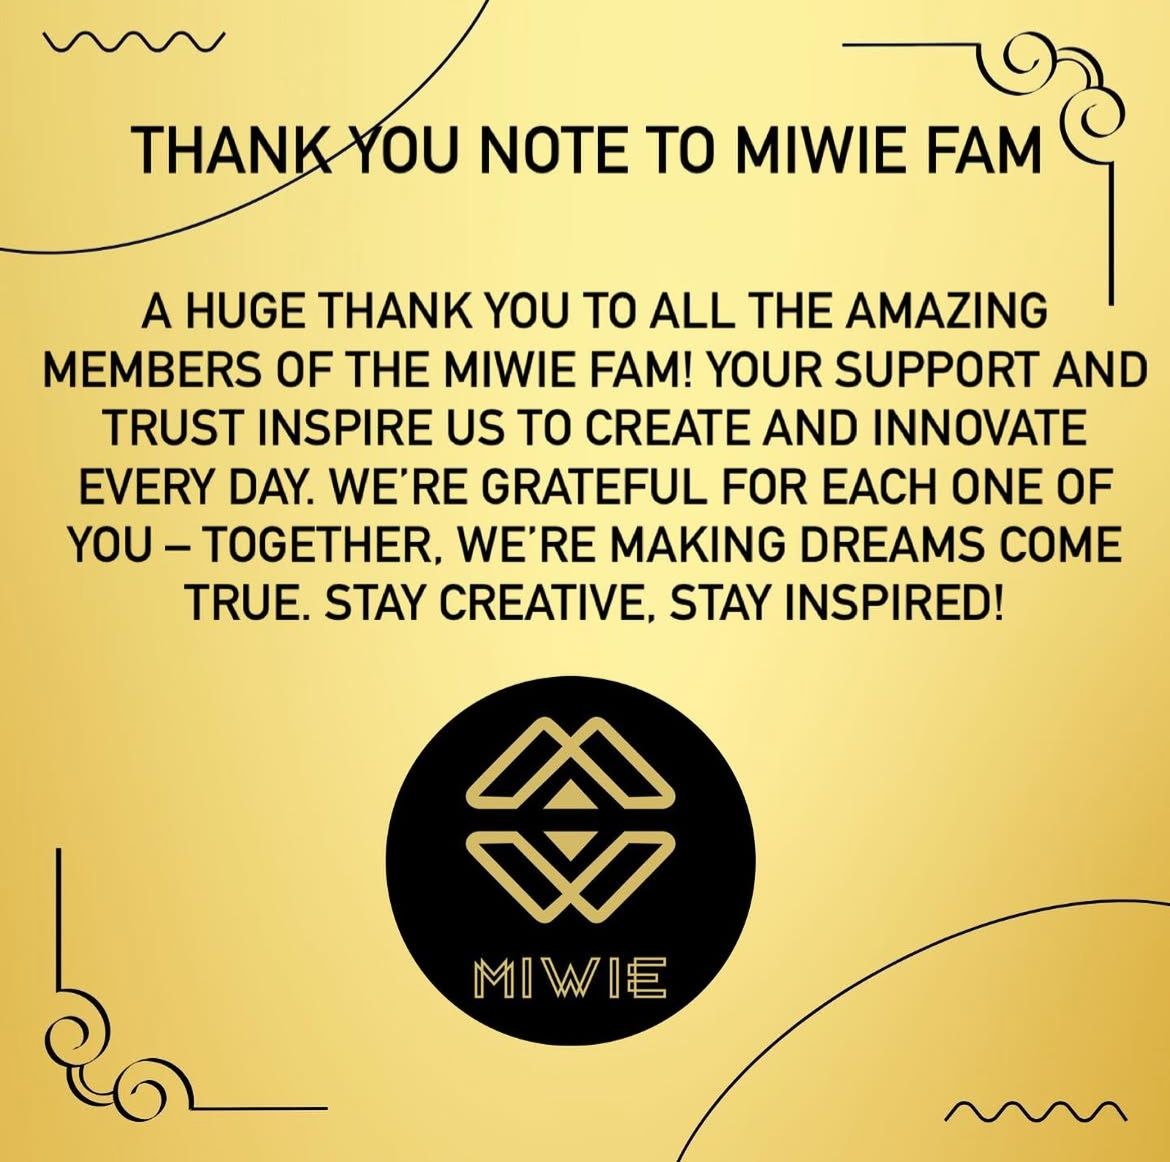 THANK YOU NOTE TO MIWIE FAM
A HUGE THANK YOU TO ALL THE AMAZING
MEMBERS OF THE MIWIE FAM! YOUR SUPPORT AND
TRUST INSPIRE US TO CREATE AND INNOVATE
EVERY DAY. WE’RE GRATEFUL FOR EACH ONE OF
YOU – TOGETHER, WE’RE MAKING DREAMS COME
TRUE. STAY CREATIVE, STAY INSPIRED!
MIWIE